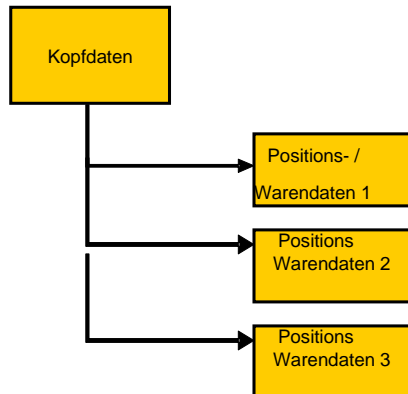 Kopfdaten
Positions- /
Warendaten 1
Positions
Warendaten 2
Positions
Warendaten 3